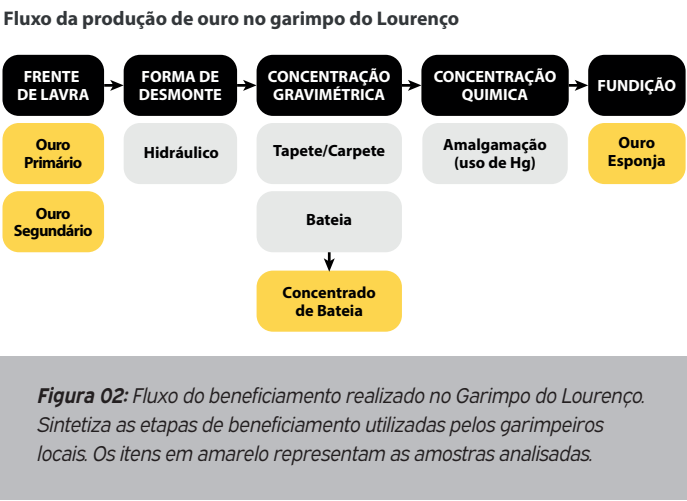 Fluxo da produção de ouro no garimpo do Lourenço
FRENTE
DE LAVRA
FORMA DE
DESMONTE
CONCENTRAÇÃO
GRAVIMÉTRICA
CONCENTRAÇÃO
QUIMICA
FUNDIÇÃO
Ouro
Primário
Hidráulico
Tapete/Carpete
Amalgamação
(uso de Hg)
Ouro
Esponja
Ouro
Segundário
Bateia
Concentrado
de Bateia
Figura 02: Fluxo do beneficiamento realizado no Garimpo do Lourenço.
Sintetiza as etapas de beneficiamento utilizadas pelos garimpeiros
locais. Os itens em amarelo representam as amostras analisadas.